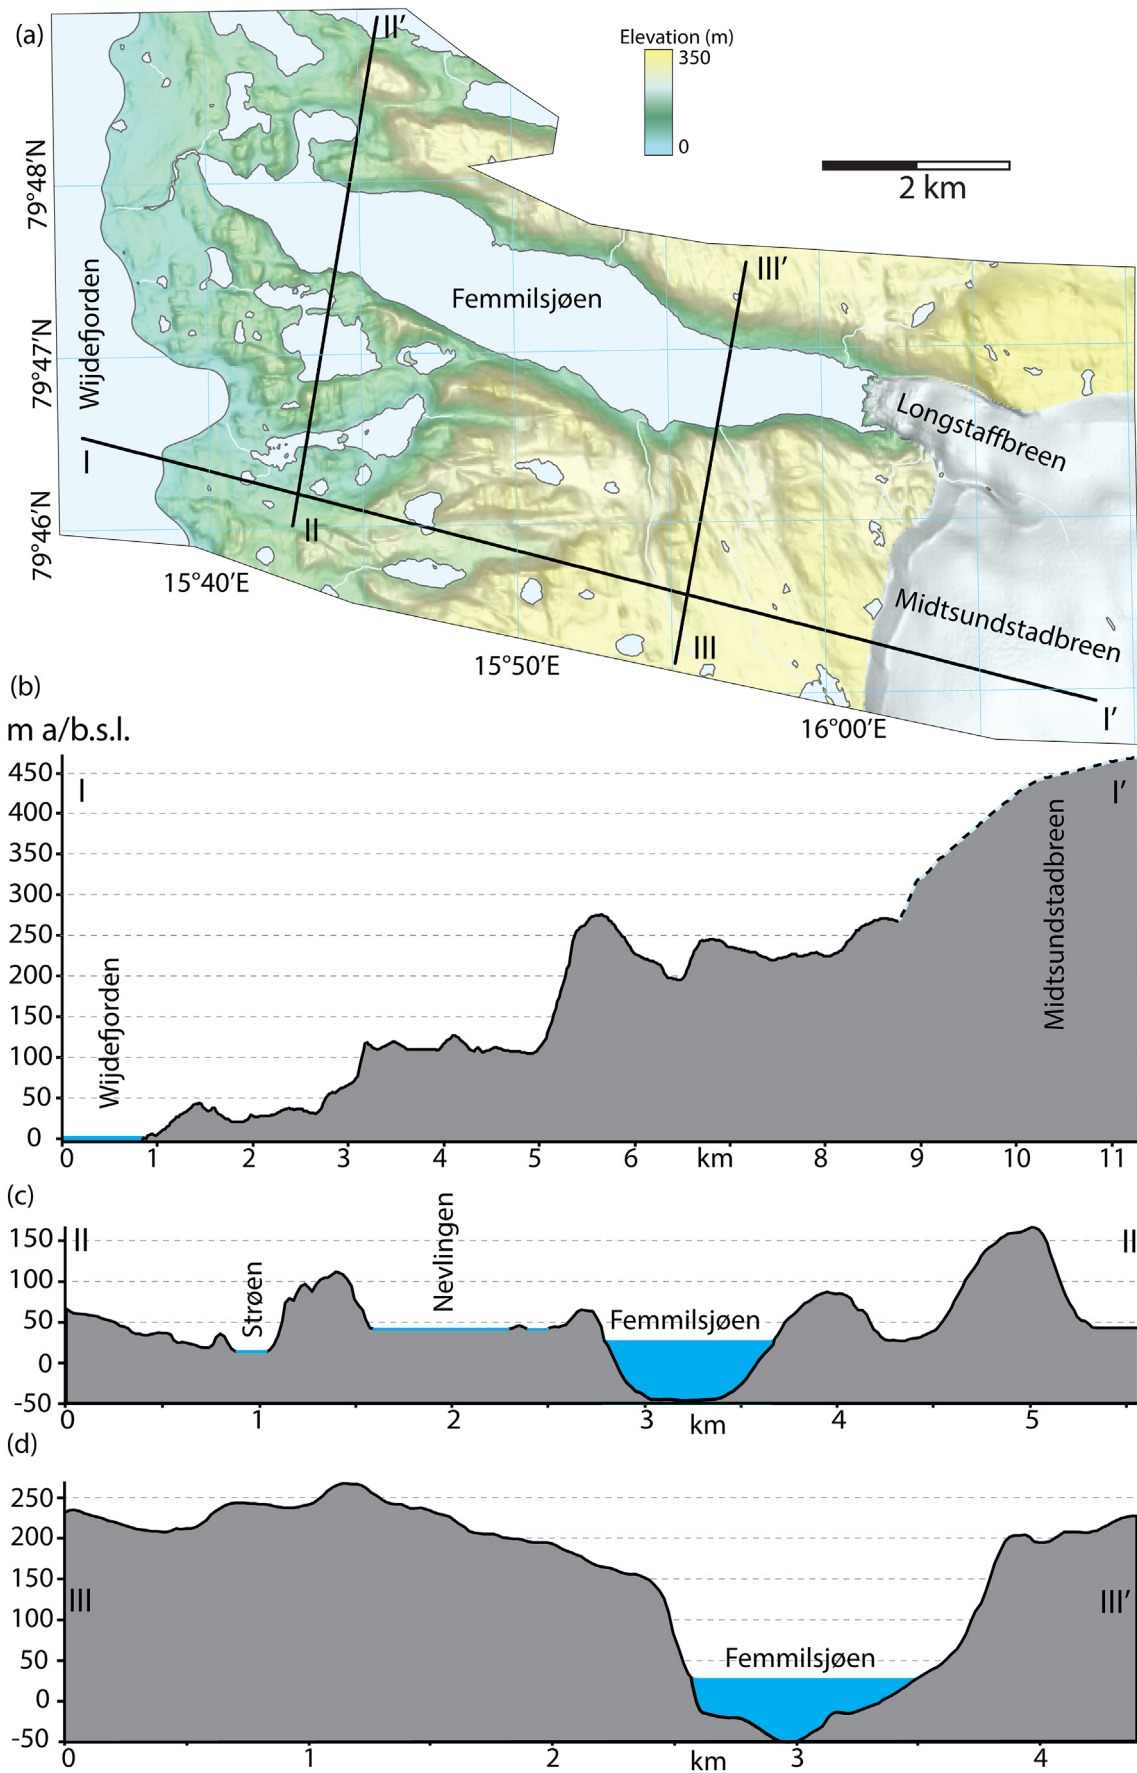 (a)
II′
Elevation (m)
350
0
2 km
79°48′N
79°47′N
79°46′N
Wijdefjorden
Femmilsjøen
III′
Longstaffbreen
I
II
15°40′E
Midtsundstadbreen
III
15°50′E
16°00′E
I′
(b)
m a/b.s.l.
450
400
350
300
250
200
150
100
50
0
I
I′
Wijdefjorden
Midtsundstadbreen
0 1 2 3 4 5 6 km 8 9 10 11
(c)
150
100
50
0
-50
II
II
Strøen
Nevlingen
Femmilsjøen
0 1 2 3 km 4 5
(d)
250
200
150
100
50
0
-50
III
III′
Femmilsjøen
0 1 2 km 3 4